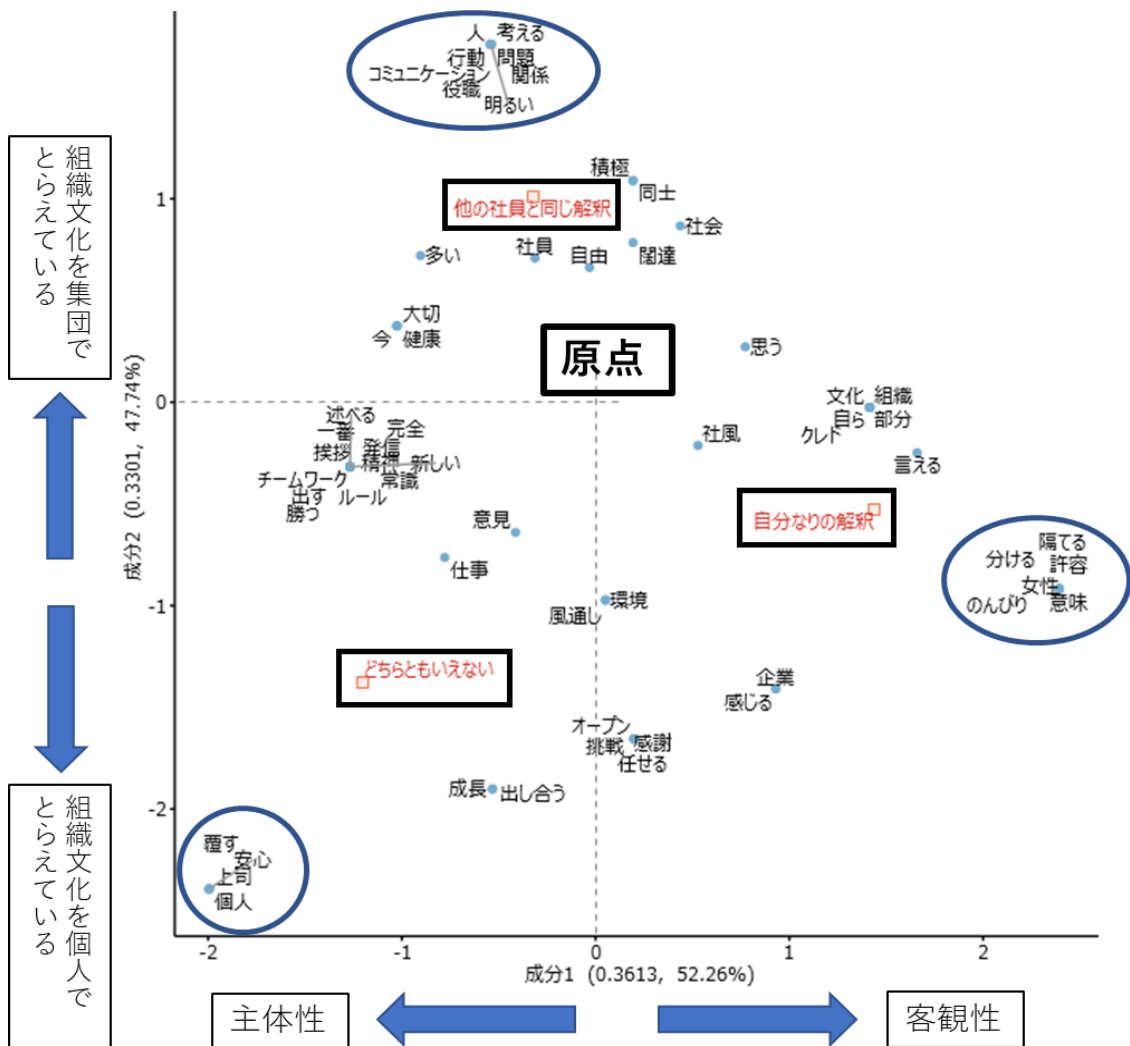 人 考える
行動 問題
コミュニケーション 関係
役職
明るい
組織文化を集団で
とらえている
積極
同士
1
他の社員と同じ解釈
社会
多い
社員
自由
闊達
大切
今 健康
原点
思う
0
文化 組織
自ら 部分
述べる
一番 完全
挨拶 発信
精神 新しい
チームワーク 常識
出す ルール
勝つ
社風
クレド
言える
意見
自分なりの解釈
仕事
隔てる
分ける 許容
女性
のんびり 意味
-1
環境
風通し
成分2 (0.3301, 47.74%)
どちらともいえない
企業
感じる
オープン
挑戦 感謝
任せる
成長 出し合う
-2
組織文化を個人で
とらえている
覆す
安心
上司
個人
-2 -1 0 1 2
成分1 (0.3613, 52.26%)
主体性
客観性